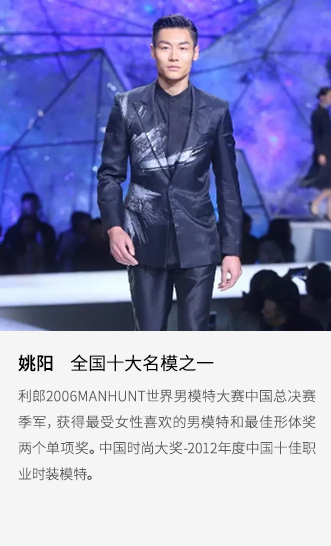 姚阳 全国十大名模之一
利郎2006MANHUNT世界男模特大赛中国总决赛
季军，获得最受女性喜欢的男模特和最佳形体奖
两个单项奖。中国时尚大奖-2012年度中国十佳职
业时装模特。